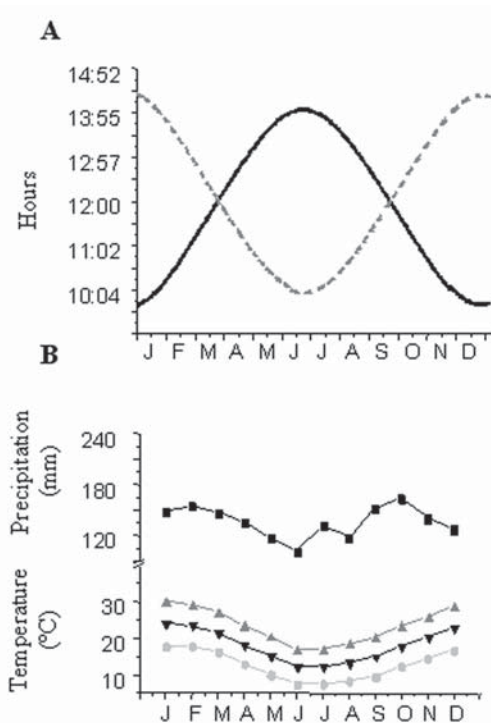 A
14:52
13:55
12:57
12:00
11:02
10:04
Hours
J F M A M J J A S O N D
B
240
180
120
Precipitation
(mm)
30
20
10
Temperature
(ºC)
J F M A M J J A S O N D